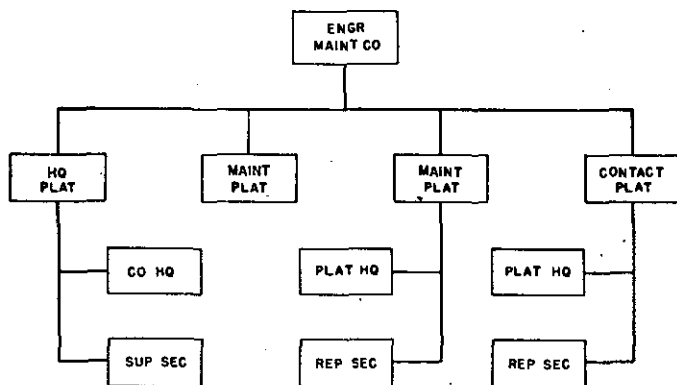 ENGR
MAINT CO
HQ
PLAT
MAINT
PLAT
MAINT
PLAT
CONTACT
PLAT
CO HQ
PLAT HQ
PLAT HQ
SUP SEC
REP SEC
REP SEC